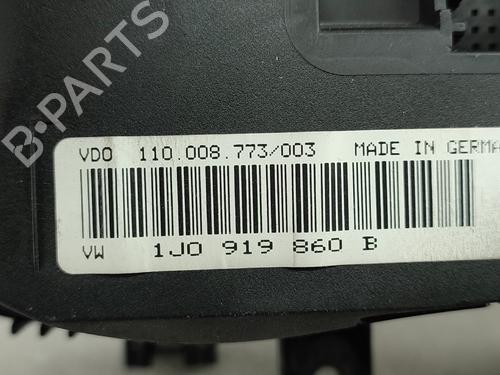 B-PARTS
VDO 110.008.773/003 MADE IN GERMA
VW 1J0 919 860 B